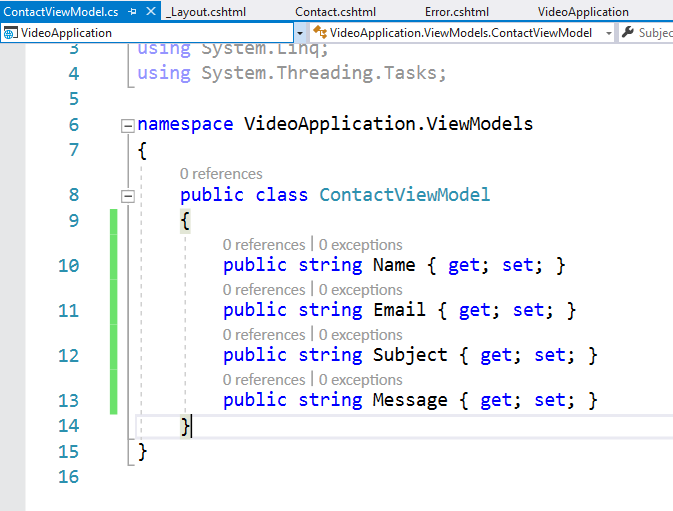 ContactViewModel.cs _Layout.cshtml Contact.cshtml Error.cshtml VideoApplication
VideoApplication VideoApplication.ViewModels.ContactViewModel Subjec
3 using System.Linq;
4 using System.Threading.Tasks;
5
6 namespace VideoApplication.ViewModels
7 {
0 references
8 public class ContactViewModel
9 {
0 references | 0 exceptions
10 public string Name { get; set; }
0 references | 0 exceptions
11 public string Email { get; set; }
0 references | 0 exceptions
12 public string Subject { get; set; }
0 references | 0 exceptions
13 public string Message { get; set; }
14 }
15 }
16